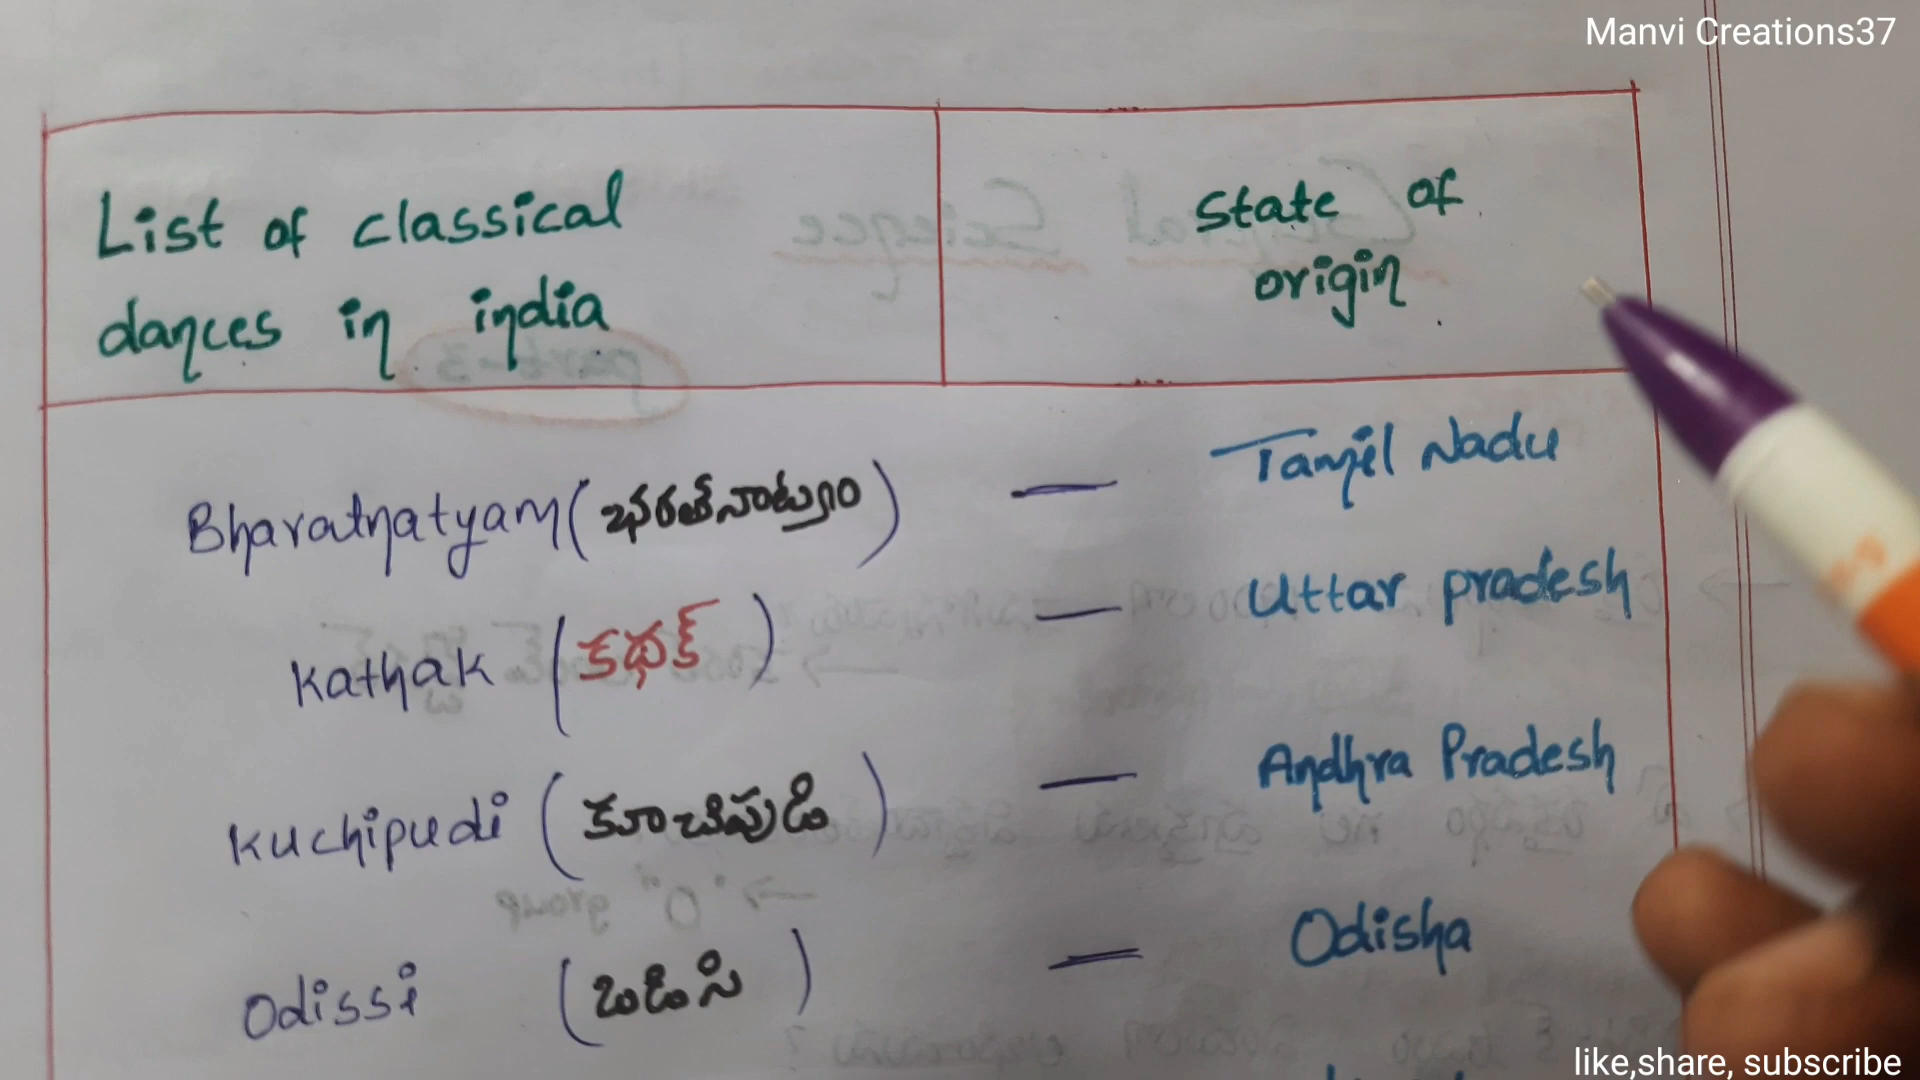 Manvi Creations37
List of classical
dances in india
State of
origin
Bharatnatyam (భరతనాట్యం) — Tamil Nadu
Kathak (కథక్) — Uttar pradesh
Kuchipudi (కూచిపుడి) — Andhra Pradesh
Odissi (ఒడిసి) — Odisha
like,share, subscribe